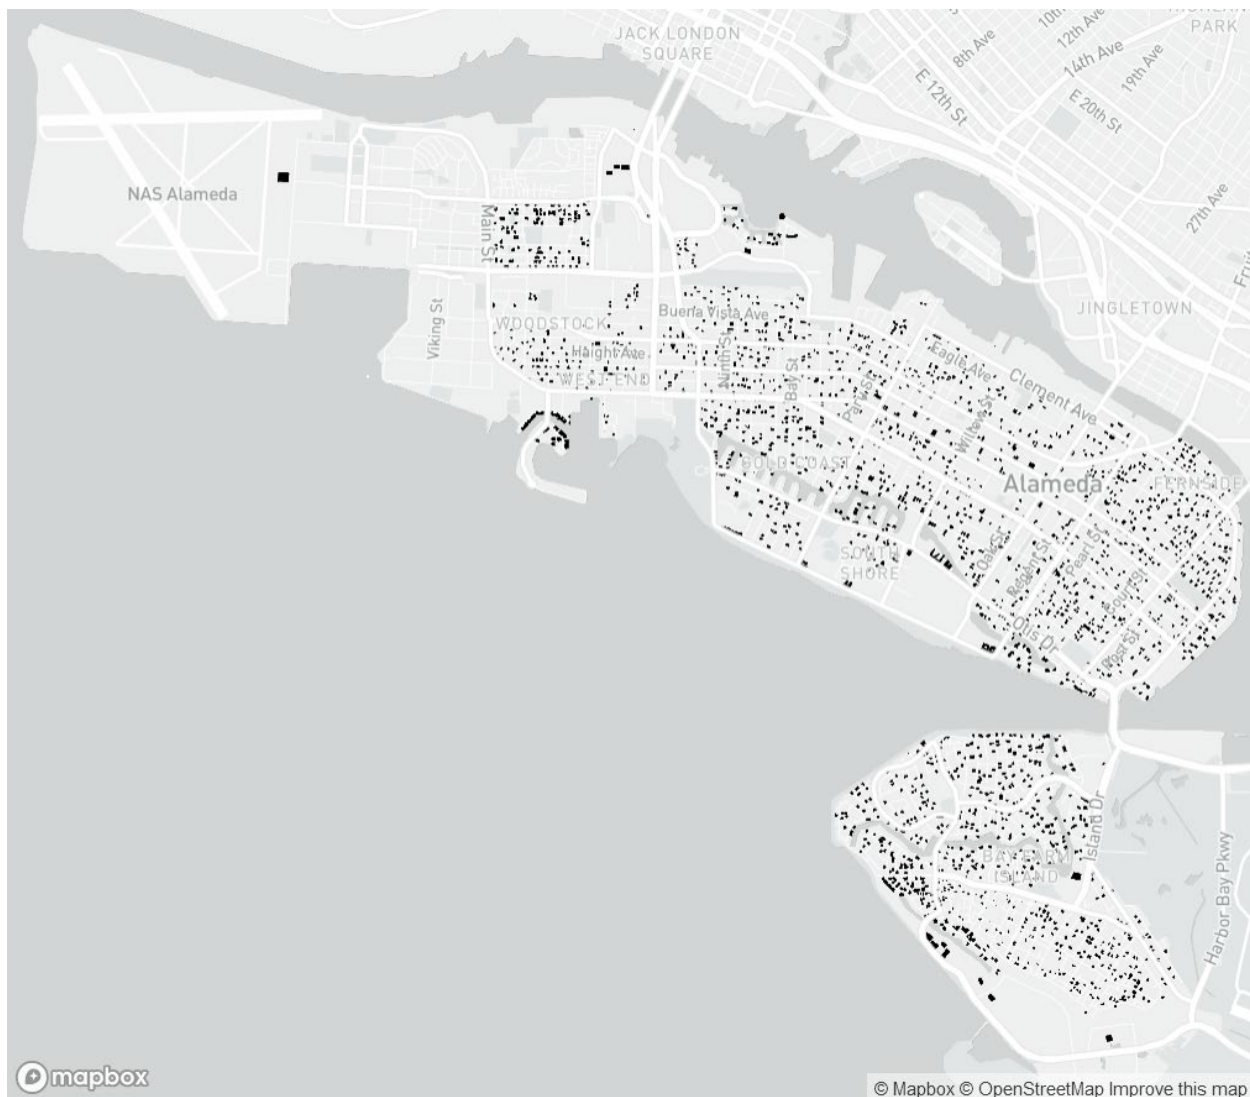 JACK LONDON
SQUARE
PARK
10th
12th Ave
8th Ave
14th Ave
19th Ave
E 12th St
E 20th St
27th Ave
NAS Alameda
Main St
JINGLETOWN
Viking St
WOODSTOCK
Buena Vista Ave
Haight Ave
Ninth St
Eagle Ave
WEST END
Bay St
Clement Ave
Willow St
GOLD COAST
Alameda
FERNSIDE
SOUTH
SHORE
Oak St
Regent St
Pearl St
Court St
Otis Dr
Post St
Island Dr
BAY FARM
ISLAND
Harbor Bay Pkwy
mapbox
© Mapbox © OpenStreetMap Improve this map